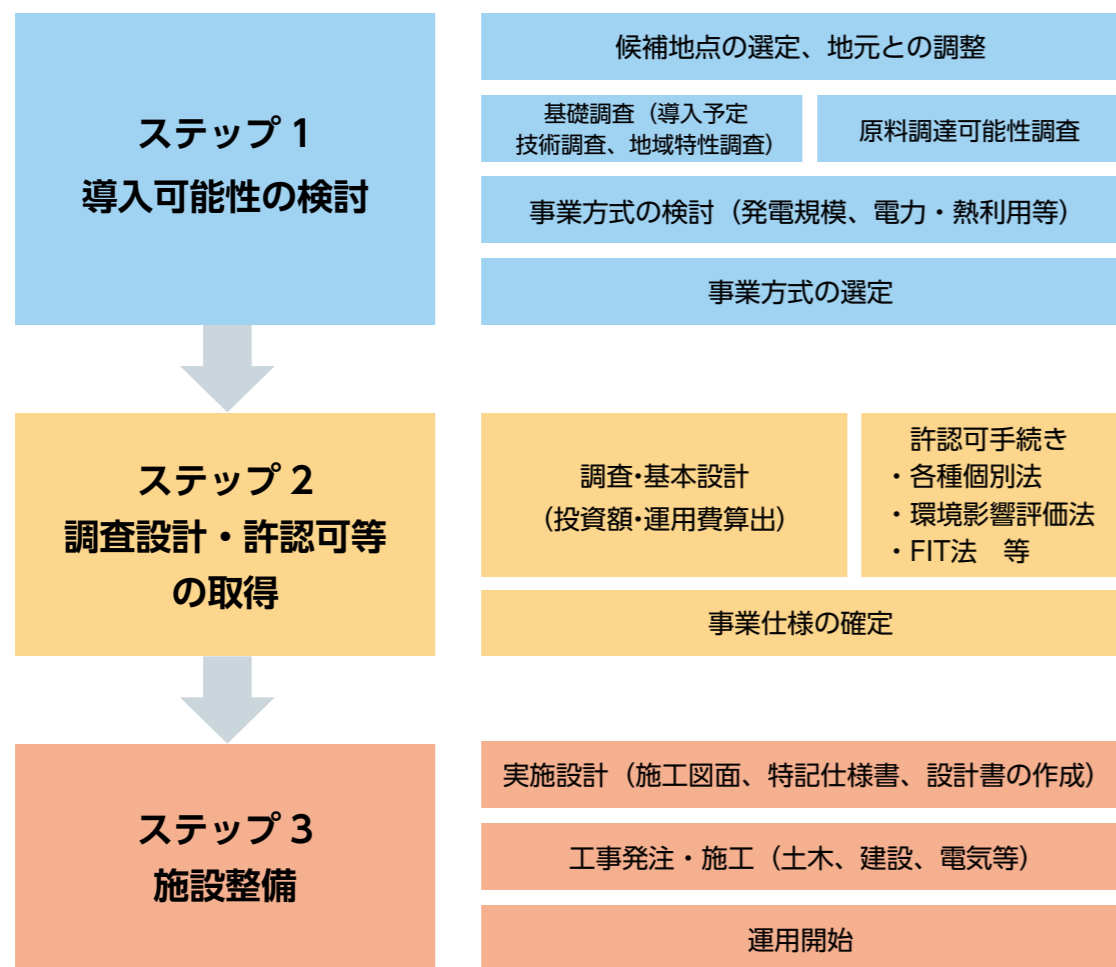 ステップ 1
導入可能性の検討
候補地点の選定、地元との調整
基礎調査（導入予定
技術調査、地域特性調査）
原料調達可能性調査
事業方式の検討（発電規模、電力・熱利用等）
事業方式の選定
ステップ 2
調査設計・許認可等
の取得
調査･基本設計
（投資額･運用費算出）
許認可手続き
・各種個別法
・環境影響評価法
・FIT法　等
事業仕様の確定
ステップ 3
施設整備
実施設計（施工図面、特記仕様書、設計書の作成）
工事発注・施工（土木、建設、電気等）
運用開始